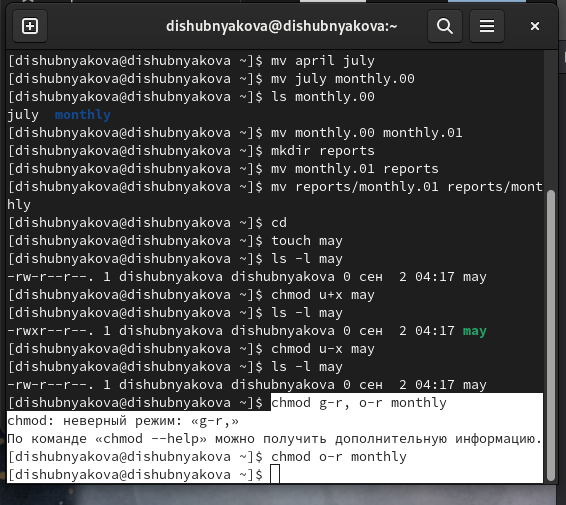 dishubnyakova@dishubnyakova:~
[dishubnyakova@dishubnyakova ~]$ mv april july
[dishubnyakova@dishubnyakova ~]$ mv july monthly.00
[dishubnyakova@dishubnyakova ~]$ ls monthly.00
july  monthly
[dishubnyakova@dishubnyakova ~]$ mv monthly.00 monthly.01
[dishubnyakova@dishubnyakova ~]$ mkdir reports
[dishubnyakova@dishubnyakova ~]$ mv monthly.01 reports
[dishubnyakova@dishubnyakova ~]$ mv reports/monthly.01 reports/mont
hly
[dishubnyakova@dishubnyakova ~]$ cd
[dishubnyakova@dishubnyakova ~]$ touch may
[dishubnyakova@dishubnyakova ~]$ ls -l may
-rw-r--r--. 1 dishubnyakova dishubnyakova 0 сен  2 04:17 may
[dishubnyakova@dishubnyakova ~]$ chmod u+x may
[dishubnyakova@dishubnyakova ~]$ ls -l may
-rwxr--r--. 1 dishubnyakova dishubnyakova 0 сен  2 04:17 may
[dishubnyakova@dishubnyakova ~]$ chmod u-x may
[dishubnyakova@dishubnyakova ~]$ ls -l may
-rw-r--r--. 1 dishubnyakova dishubnyakova 0 сен  2 04:17 may
[dishubnyakova@dishubnyakova ~]$ chmod g-r, o-r monthly
chmod: неверный режим: «g-r,»
По команде «chmod --help» можно получить дополнительную информацию.
[dishubnyakova@dishubnyakova ~]$ chmod o-r monthly
[dishubnyakova@dishubnyakova ~]$